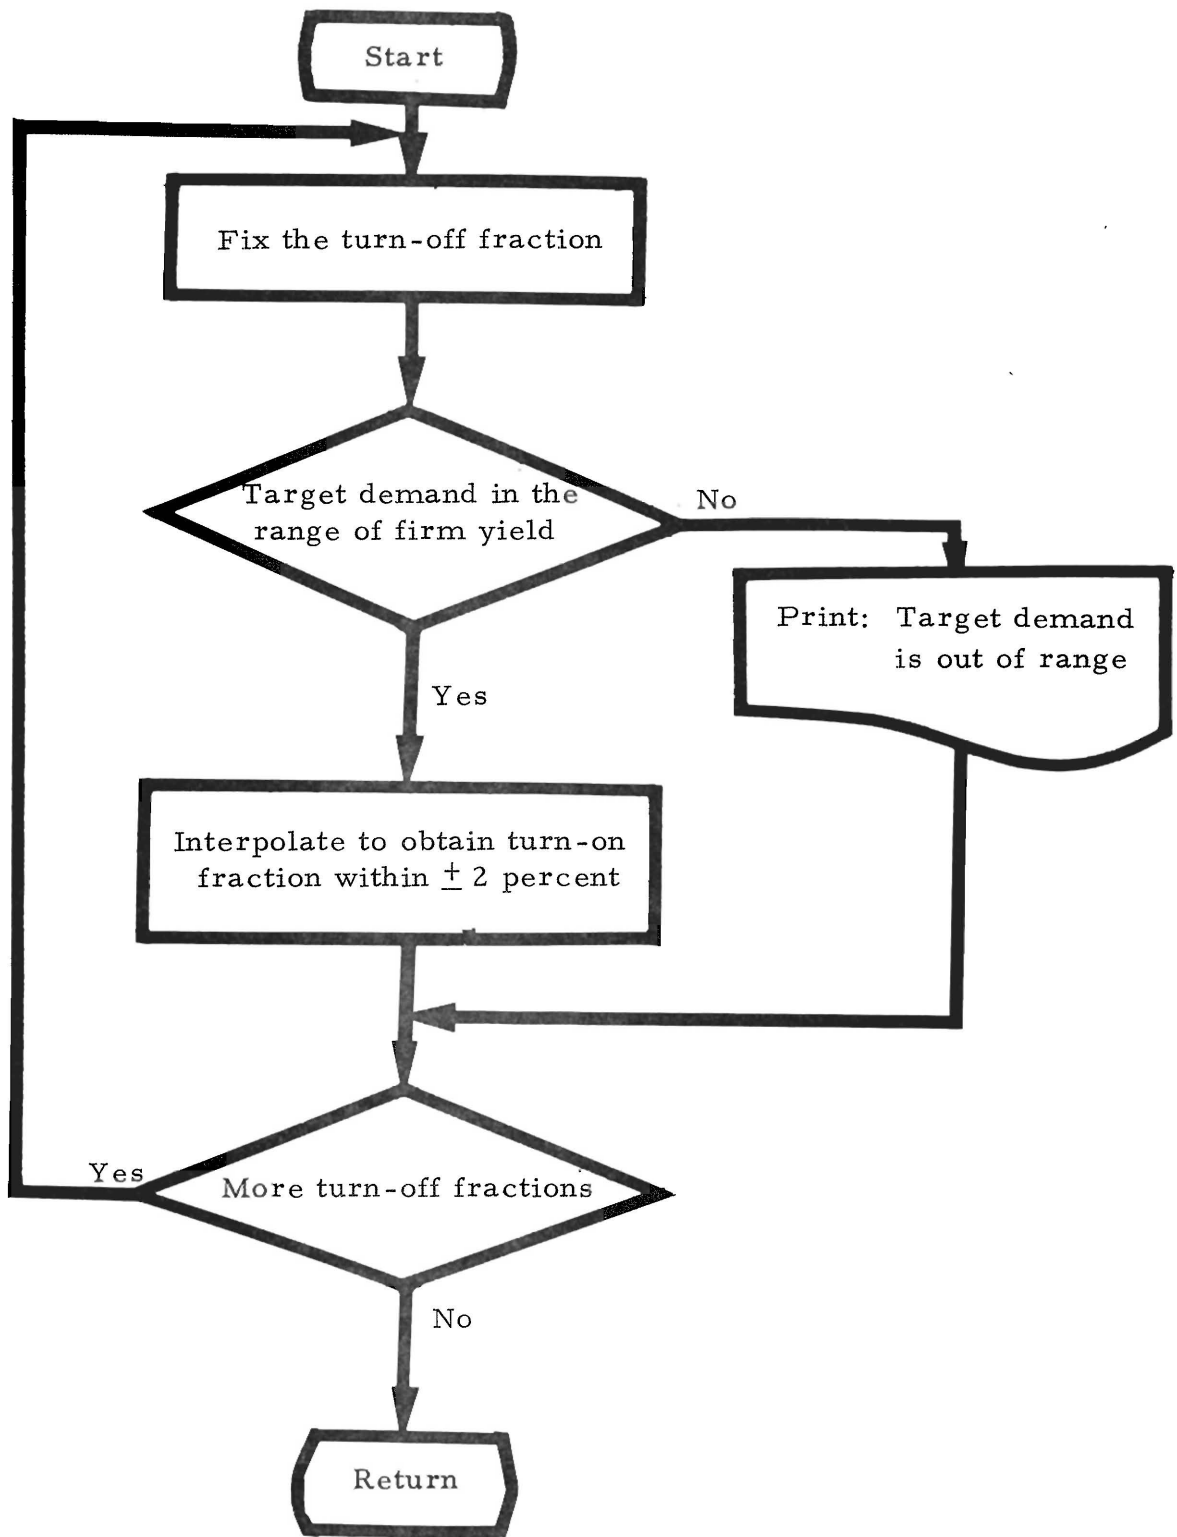 Start
Fix the turn-off fraction
Target demand in the
range of firm yield
No
Print: Target demand
is out of range
Yes
Interpolate to obtain turn-on
fraction within ± 2 percent
Yes
More turn-off fractions
No
Return